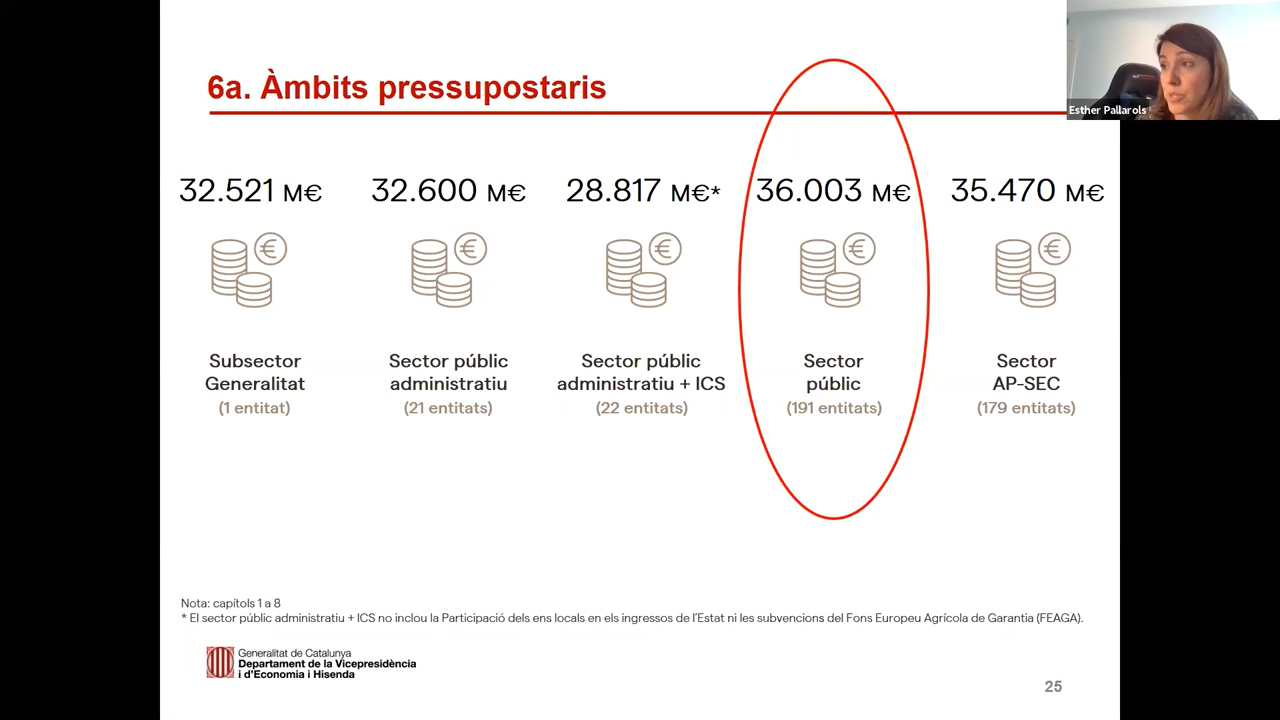 6a. Àmbits pressupostaris
Esther Pallarols
32.521 M€
32.600 M€
28.817 M€*
36.003 M€
35.470 M€
€
€
€
€
€
Subsector
Generalitat
(1 entitat)
Sector públic
administratiu
(21 entitats)
Sector públic
administratiu + ICS
(22 entitats)
Sector
públic
(191 entitats)
Sector
AP-SEC
(179 entitats)
Nota: capítols 1 a 8
* El sector públic administratiu + ICS no inclou la Participació dels ens locals en els ingressos de l'Estat ni les subvencions del Fons Europeu Agrícola de Garantia (FEAGA).
Generalitat de Catalunya
Departament de la Vicepresidència
i d'Economia i Hisenda
25